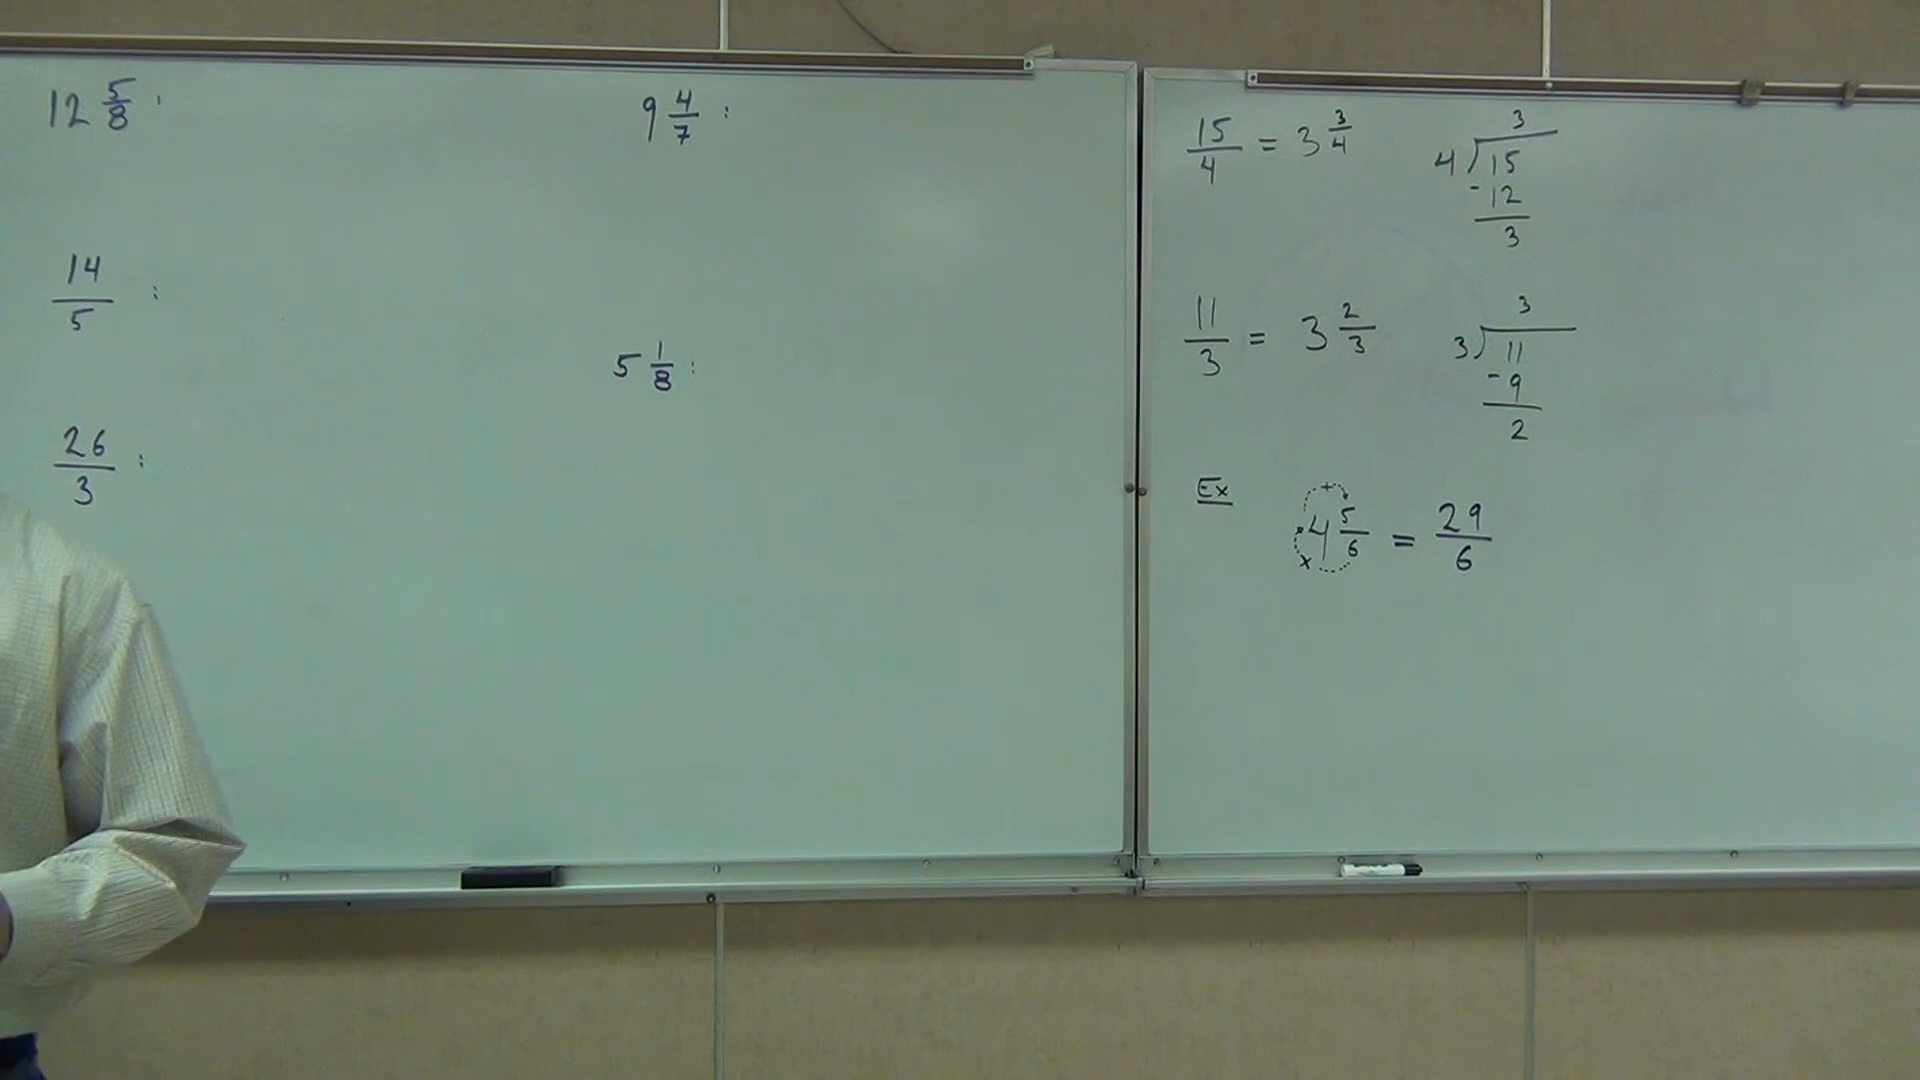 12 5/8 :
14/5 :
26/3 :
9 4/7 :
5 1/8 :
15/4 = 3 3/4
3
4 ) 15
- 12
3
11/3 = 3 2/3
3
3 ) 11
- 9
2
Ex
+
4 5/6 = 29/6
x